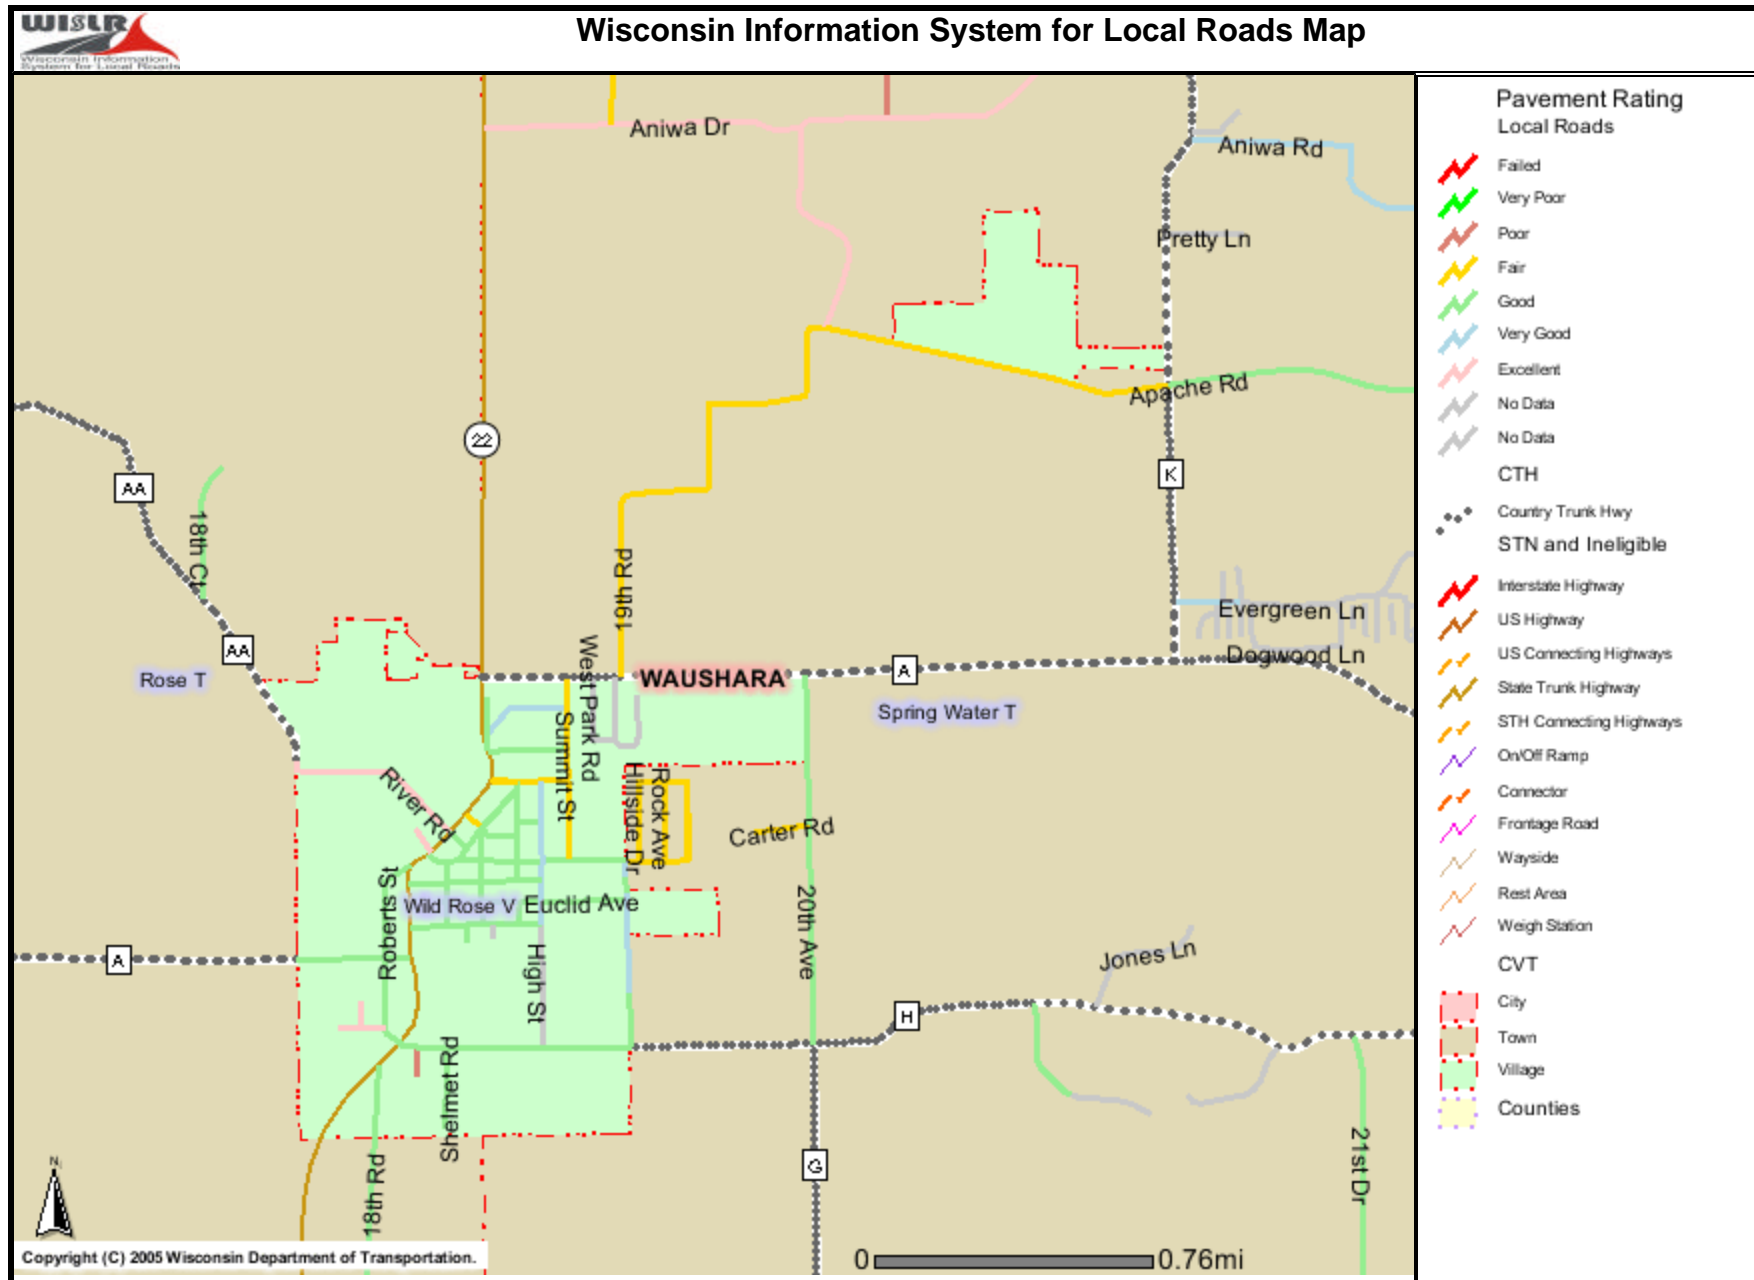 WISLR
Wisconsin Information
System for Local Roads
Wisconsin Information System for Local Roads Map
Aniwa Dr
Aniwa Rd
Pretty Ln
Apache Rd
22
K
AA
18th Ct
19th Rd
Evergreen Ln
AA
West Park Rd
Dogwood Ln
Rose T
WAUSHARA
A
Spring Water T
Summit St
River Rd
Hillside Dr
Rock Ave
Carter Rd
Roberts St
Wild Rose V
Euclid Ave
20th Ave
A
High St
Jones Ln
H
Shelmet Rd
21st Dr
18th Rd
G
N
Copyright (C) 2005 Wisconsin Department of Transportation.
0 0.76mi
Pavement Rating
Local Roads
Failed
Very Poor
Poor
Fair
Good
Very Good
Excellent
No Data
No Data
CTH
Country Trunk Hwy
STN and Ineligible
Interstate Highway
US Highway
US Connecting Highways
State Trunk Highway
STH Connecting Highways
On/Off Ramp
Connector
Frontage Road
Wayside
Rest Area
Weigh Station
CVT
City
Town
Village
Counties